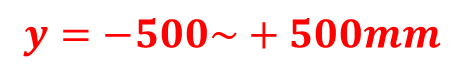 y = −500~ + 500mm